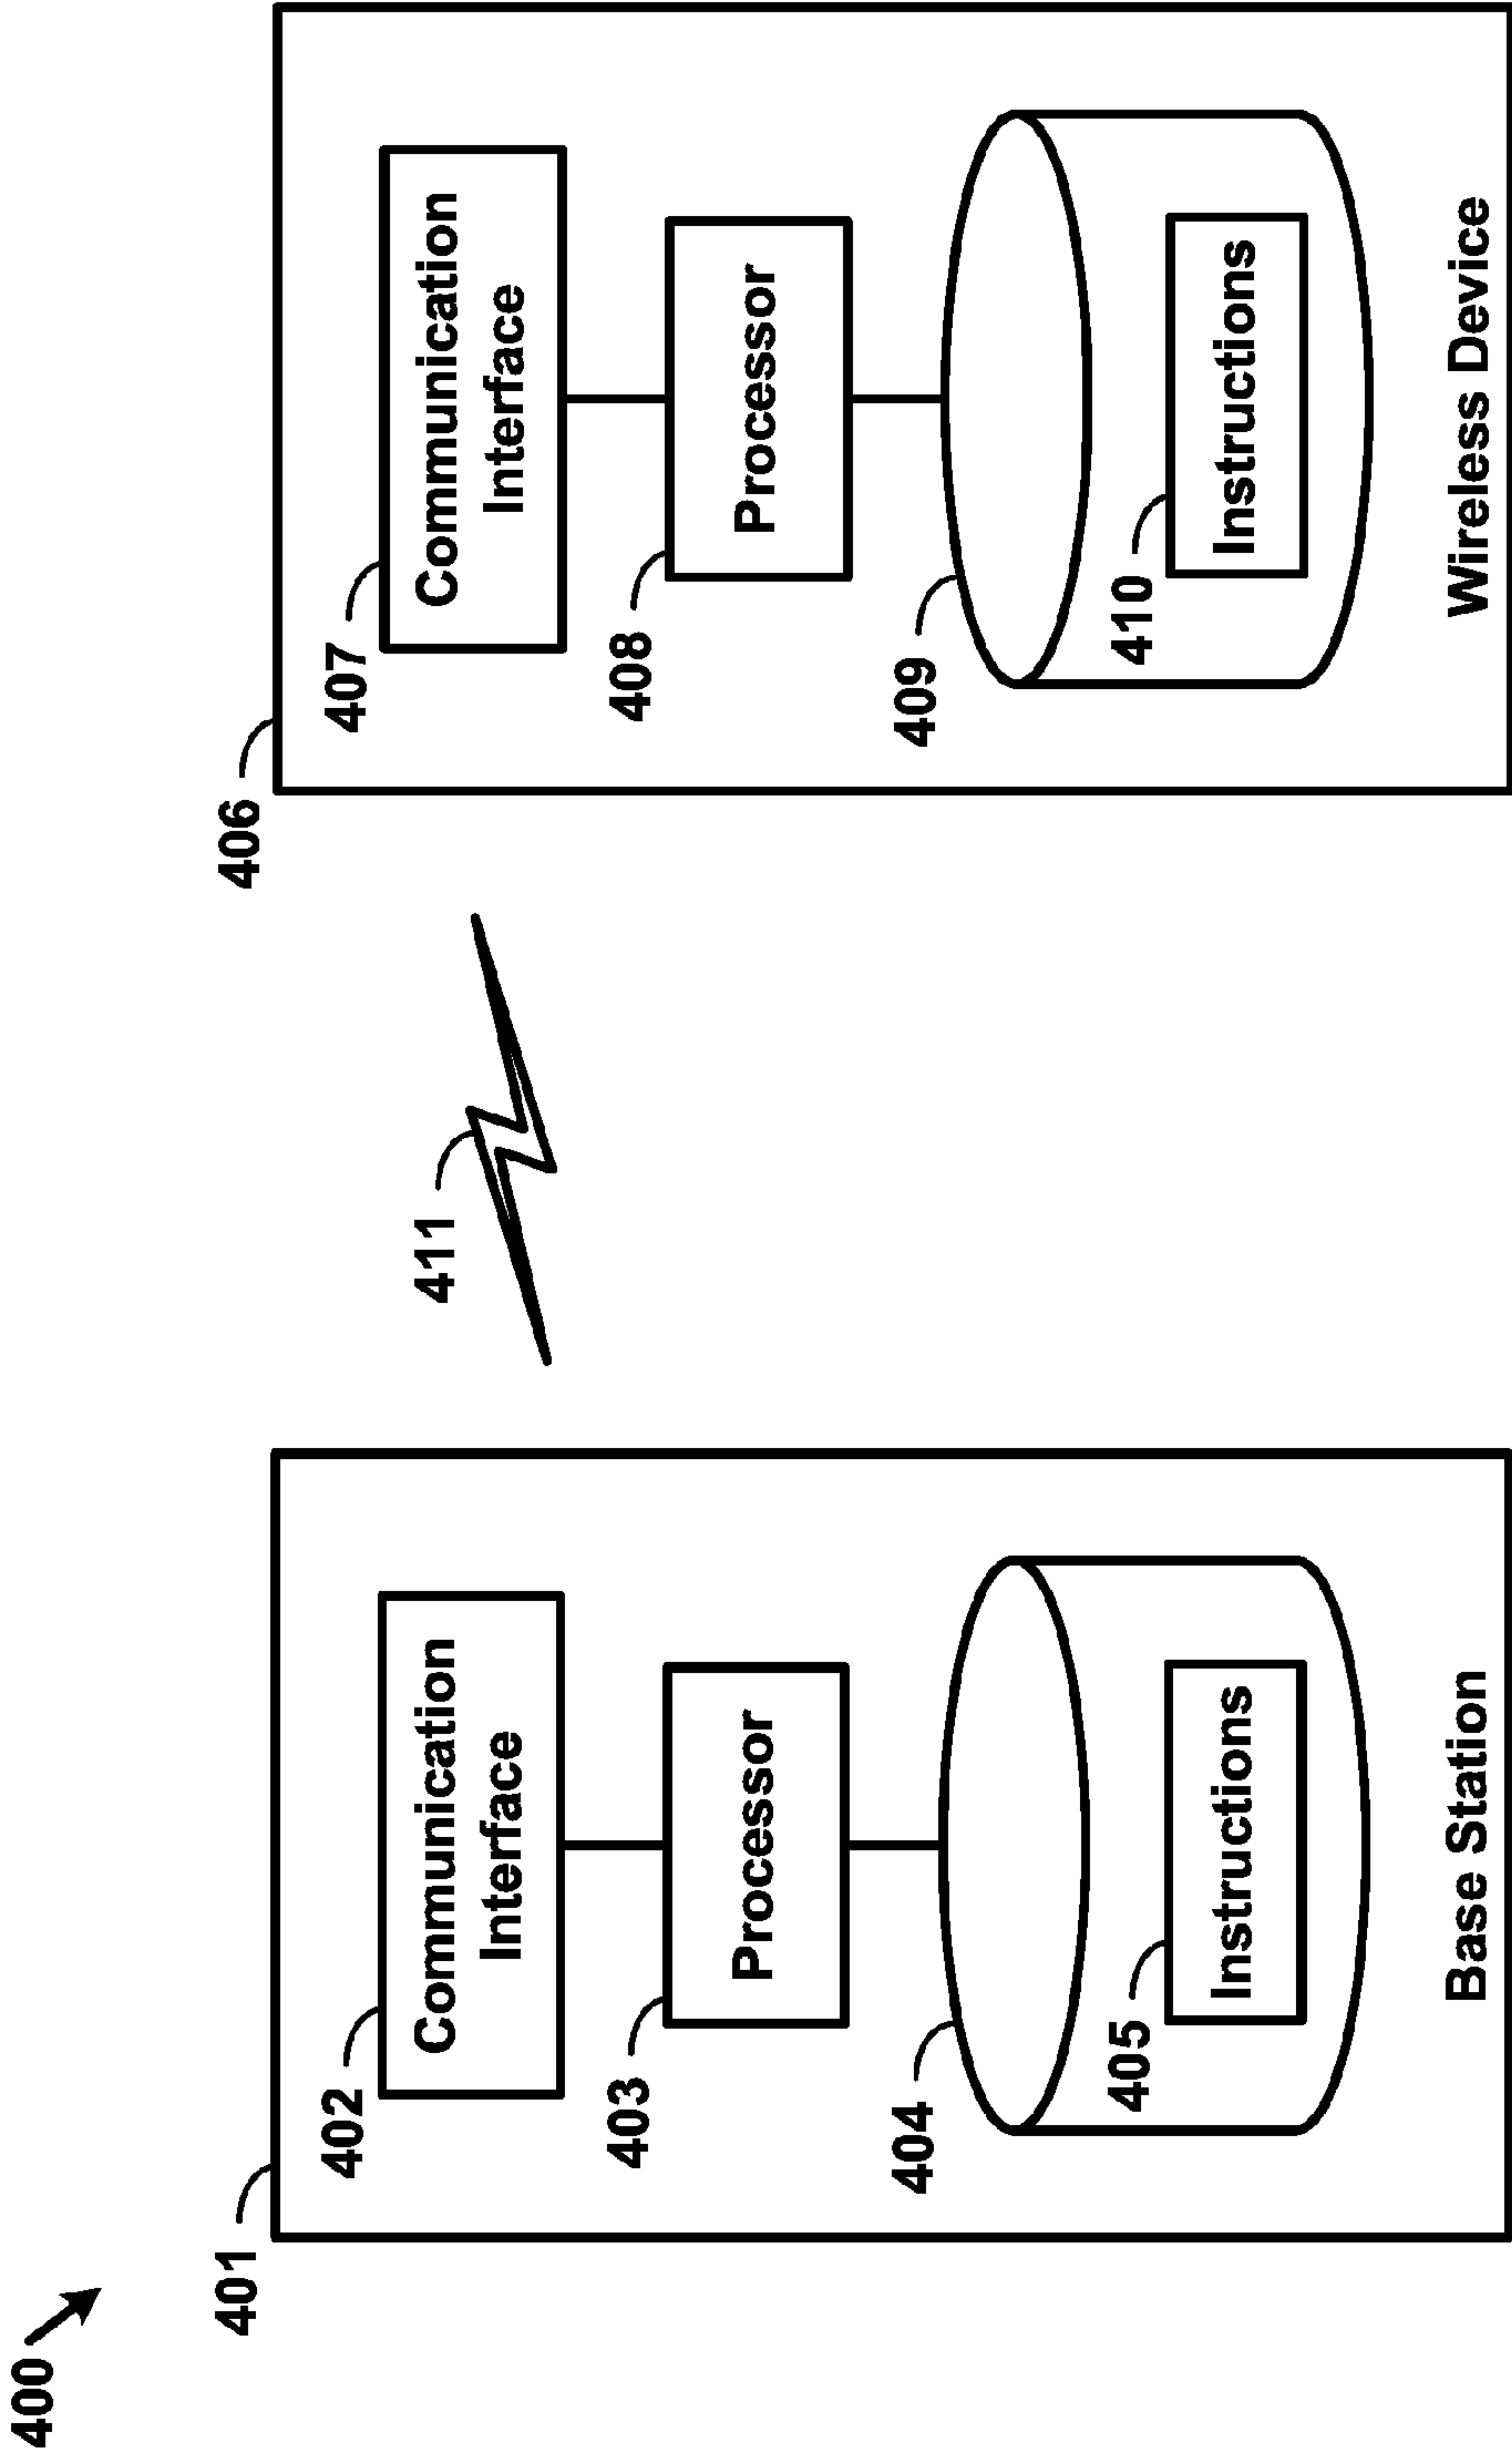 400
401
402
Communication
Interface
403
Processor
404
405
Instructions
Base Station
411
406
407
Communication
Interface
408
Processor
409
410
Instructions
Wireless Device